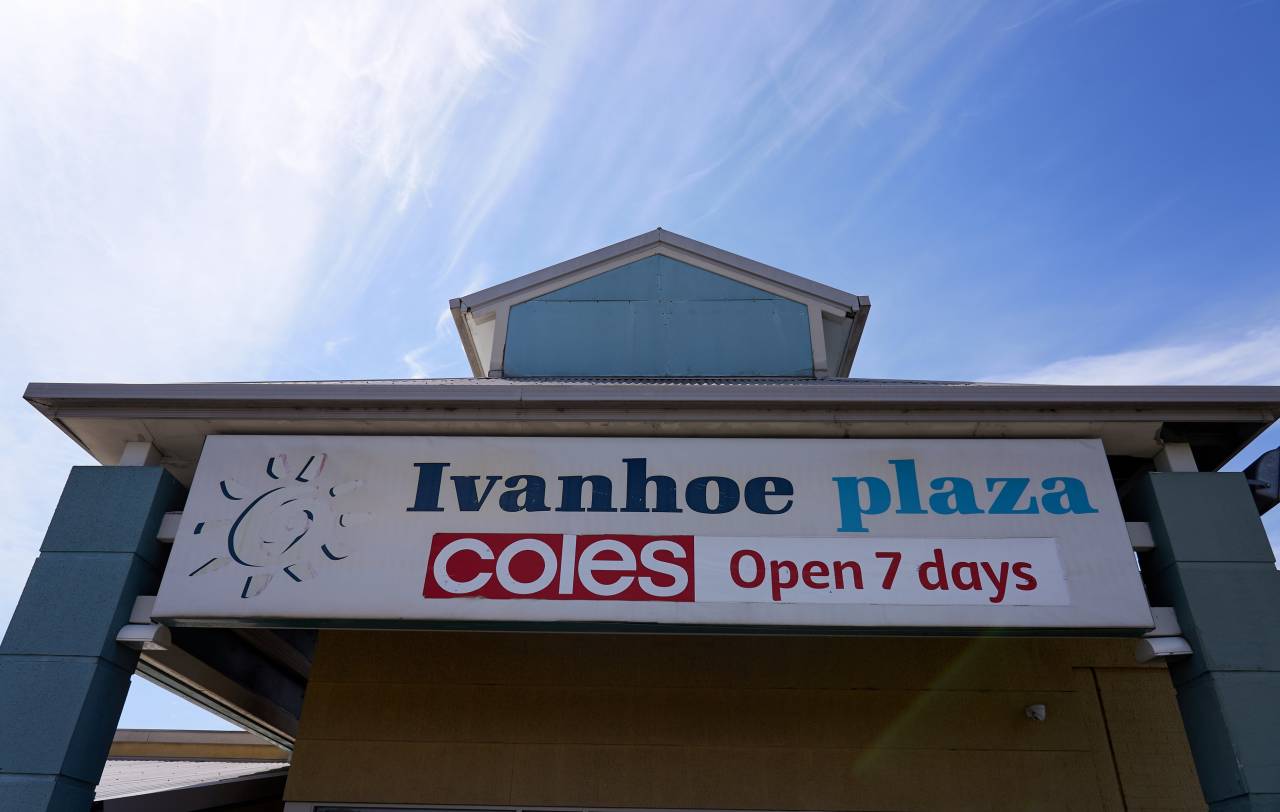 Ivanhoe plaza
coles Open 7 days